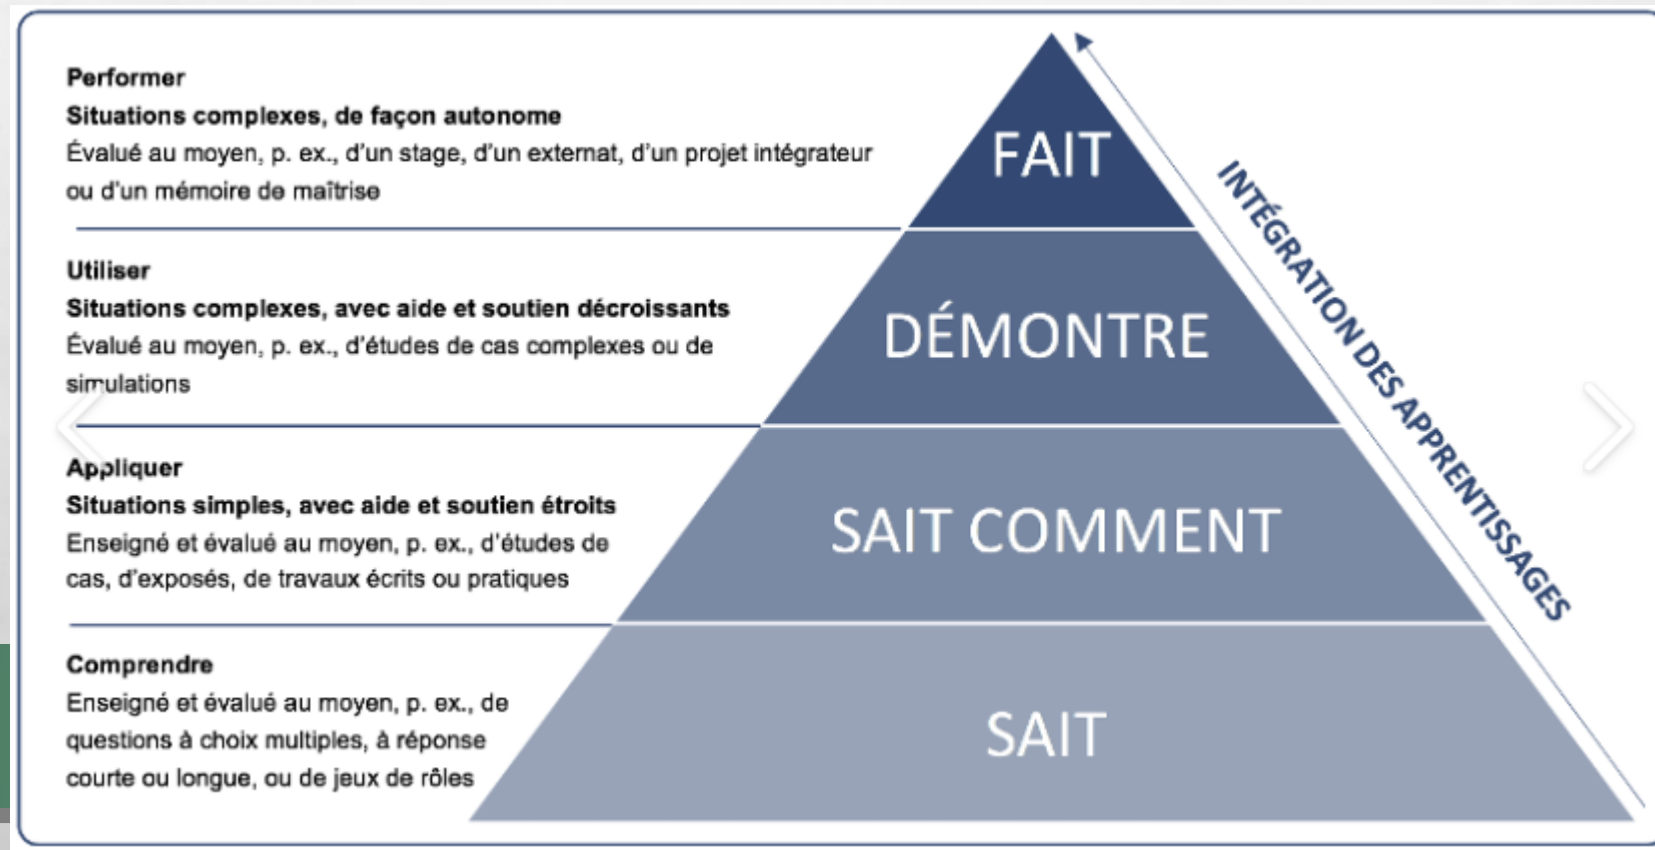 Performer
Situations complexes, de façon autonome
Évalué au moyen, p. ex., d'un stage, d'un externat, d'un projet intégrateur
ou d'un mémoire de maîtrise
FAIT
Utiliser
Situations complexes, avec aide et soutien décroissants
Évalué au moyen, p. ex., d'études de cas complexes ou de
simulations
DÉMONTRE
Appliquer
Situations simples, avec aide et soutien étroits
Enseigné et évalué au moyen, p. ex., d'études de
cas, d'exposés, de travaux écrits ou pratiques
SAIT COMMENT
Comprendre
Enseigné et évalué au moyen, p. ex., de
questions à choix multiples, à réponse
courte ou longue, ou de jeux de rôles
SAIT
INTÉGRATION DES APPRENTISSAGES